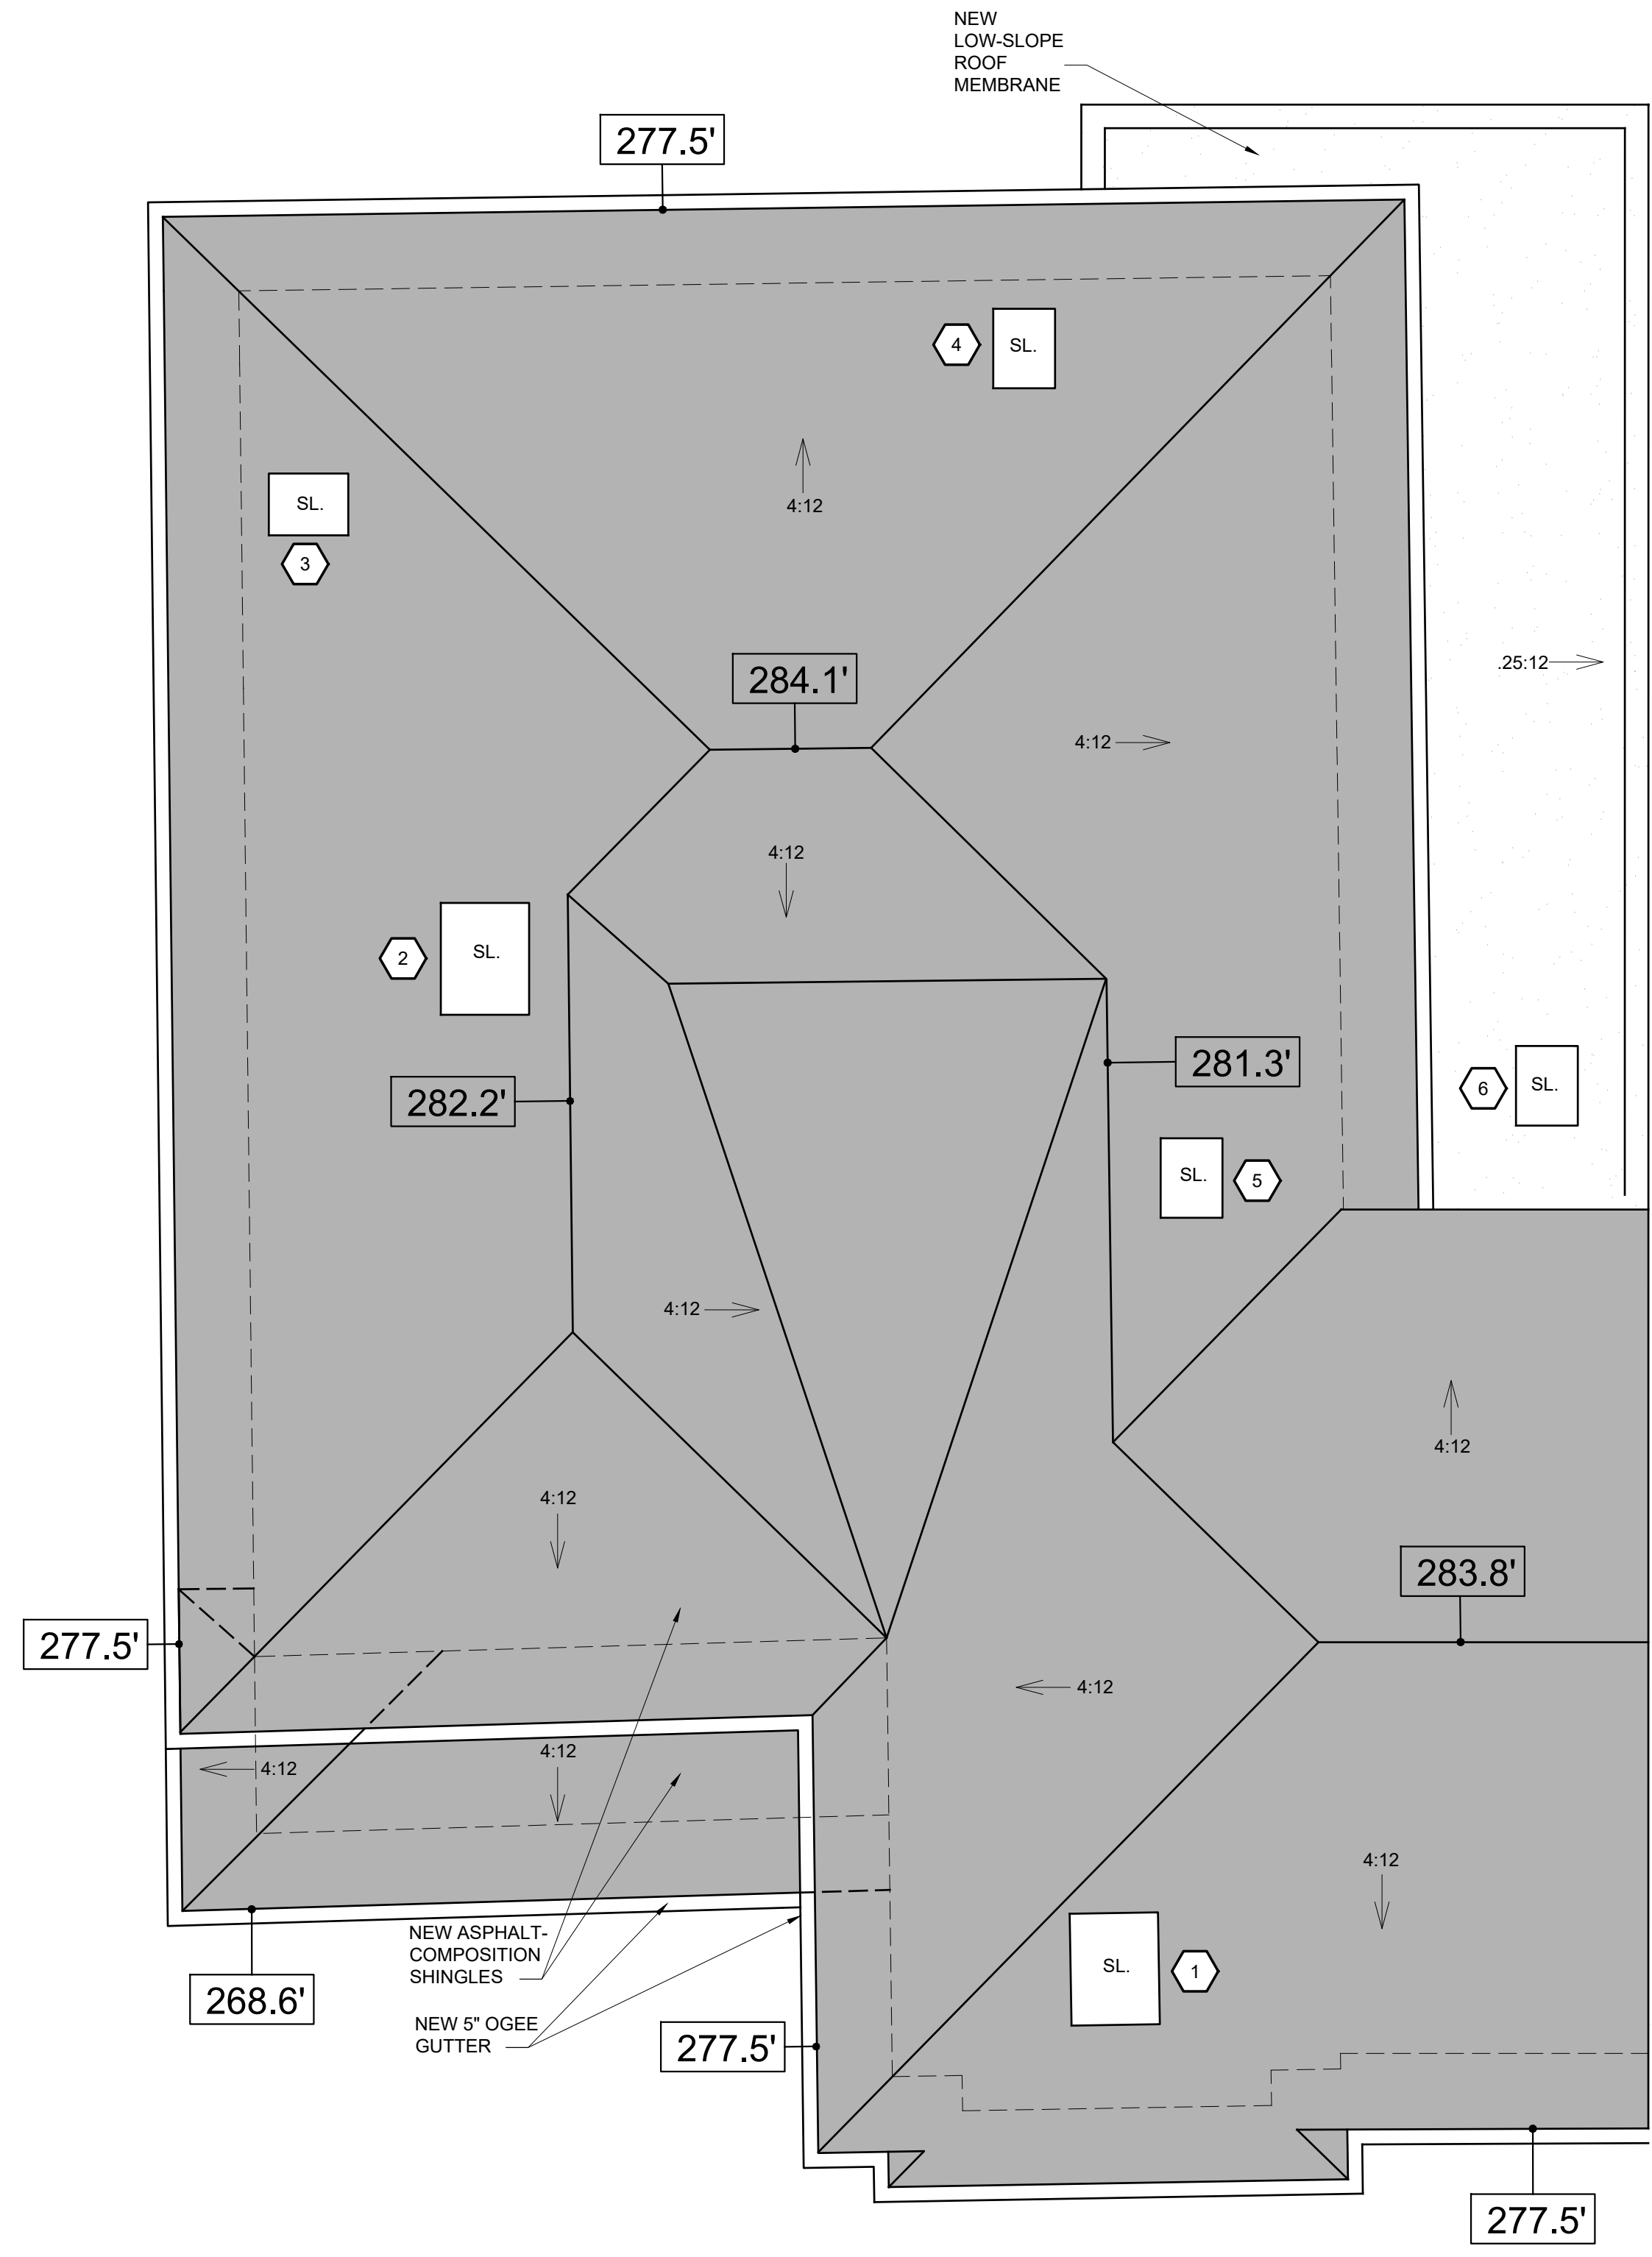 NEW
LOW-SLOPE
ROOF
MEMBRANE
277.5'
4
SL.
SL.
3
4:12
284.1'
.25:12
4:12
4:12
2
SL.
281.3'
282.2'
6
SL.
SL.
5
4:12
4:12
4:12
283.8'
277.5'
4:12
4:12
4:12
4:12
NEW ASPHALT-
COMPOSITION
SHINGLES
268.6'
SL.
1
NEW 5" OGEE
GUTTER
277.5'
277.5'